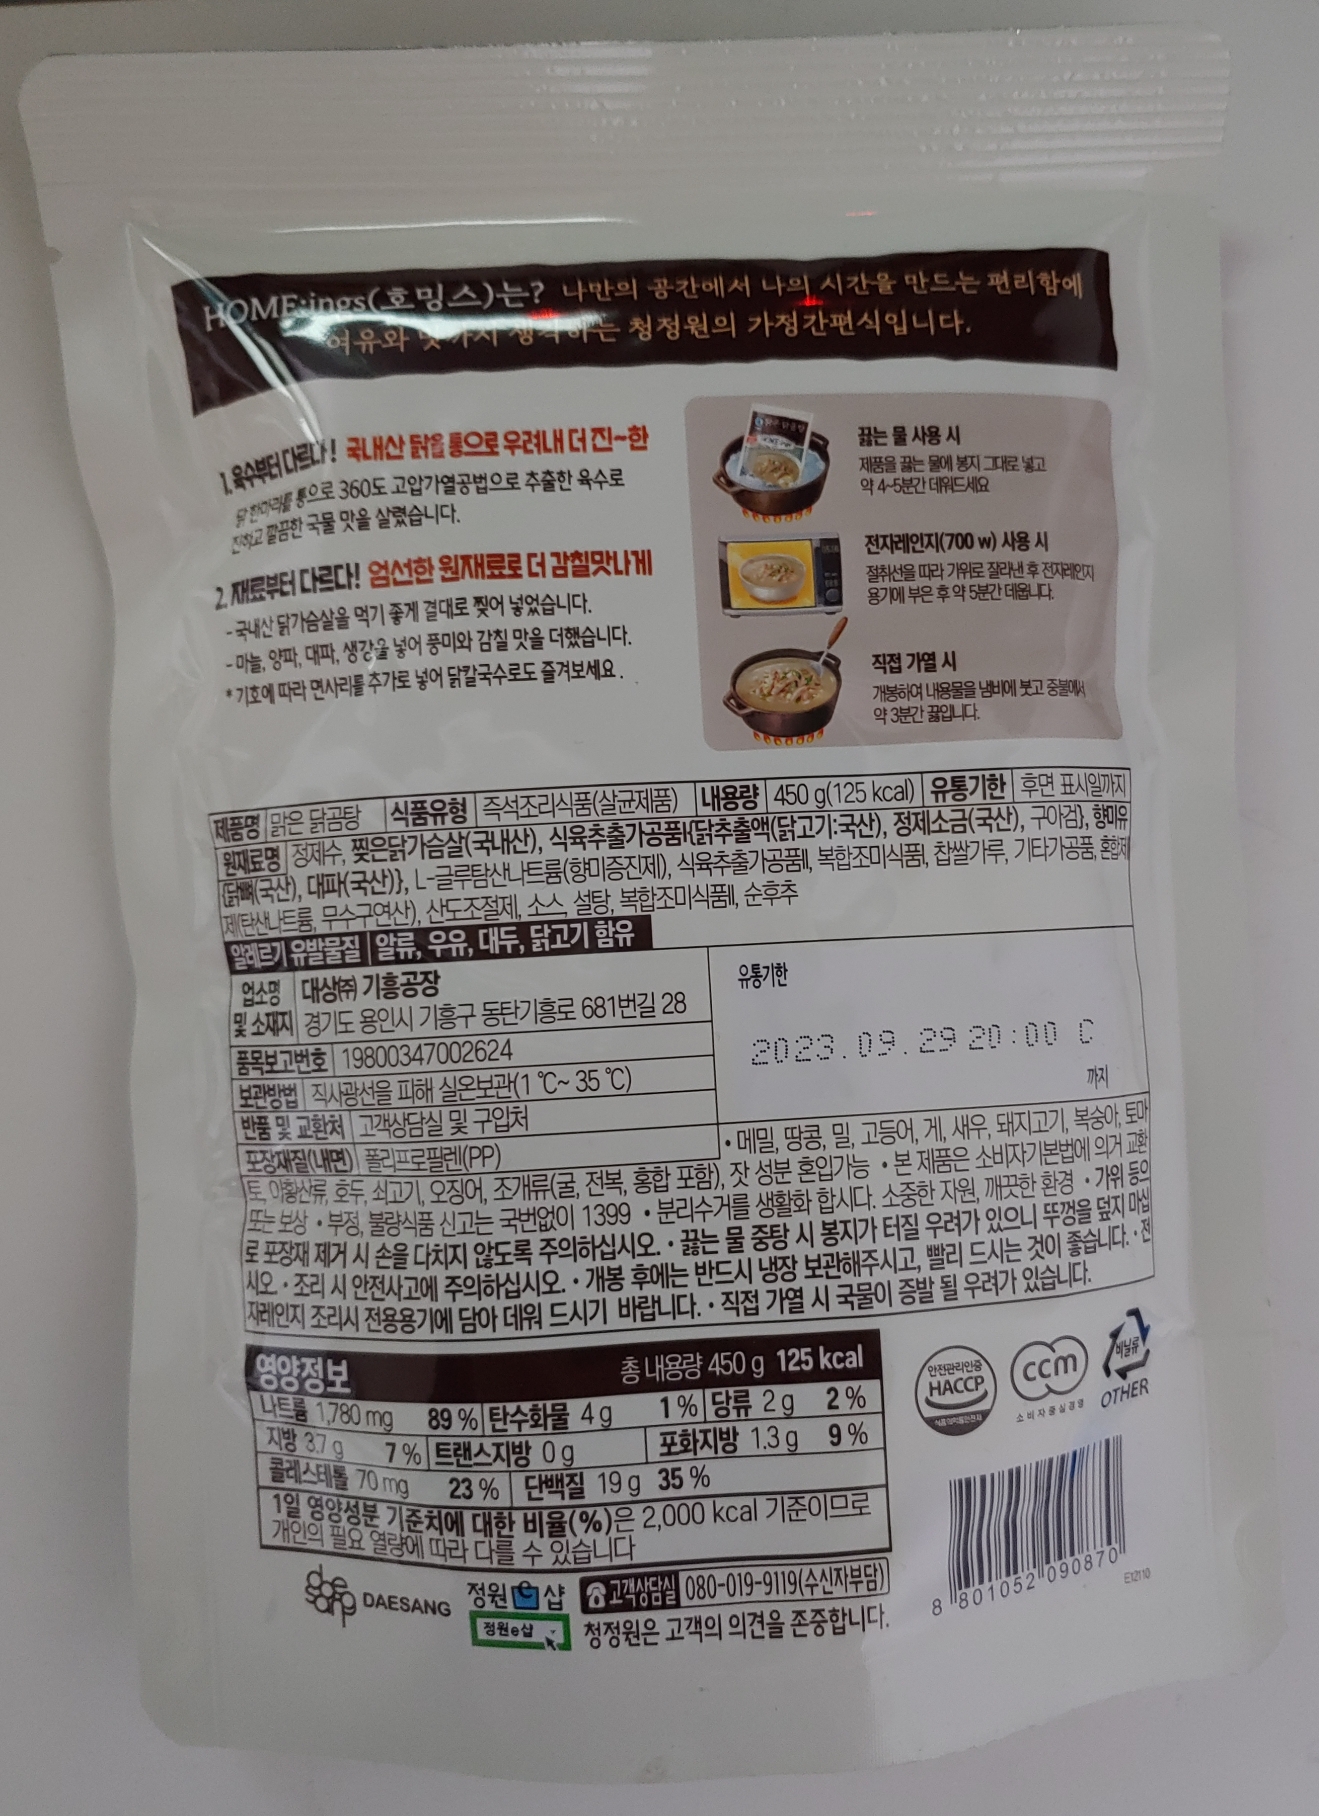 HOME:ings(호밍스)는? 나만의 공간에서 나의 시간을 만드는 편리함에
여유와 맛까지 생각하는 청정원의 가정간편식입니다.
1. 육수부터 다르다! 국내산 닭을 통으로 우려내 더 진~한
닭 한마리를 통으로 360도 고압가열공법으로 추출한 육수로
진하고 깔끔한 국물 맛을 살렸습니다.
2. 재료부터 다르다! 엄선한 원재료로 더 감칠맛나게
- 국내산 닭가슴살을 먹기 좋게 결대로 찢어 넣었습니다.
- 마늘, 양파, 대파, 생강을 넣어 풍미와 감칠 맛을 더했습니다.
* 기호에 따라 면사리를 추가로 넣어 닭칼국수로도 즐겨보세요.
끓는 물 사용 시
제품을 끓는 물에 봉지 그대로 넣고
약 4~5분간 데워드세요
전자레인지(700 w) 사용 시
절취선을 따라 가위로 잘라낸 후 전자레인지
용기에 부은 후 약 5분간 데웁니다.
직접 가열 시
개봉하여 내용물을 냄비에 붓고 중불에서
약 3분간 끓입니다.
제품명 맑은 닭곰탕 식품유형 즉석조리식품(살균제품) 내용량 450 g(125 kcal) 유통기한 후면 표시일까지
원재료명 정제수, 찢은닭가슴살(국내산), 식육추출가공품I{닭추출액(닭고기:국산), 정제소금(국산), 구아검}, 향미유
{닭뼈(국산), 대파(국산)}, L-글루탐산나트륨(향미증진제), 식육추출가공품II, 복합조미식품I, 찹쌀가루, 기타가공품, 혼합제
제(탄산나트륨, 무수구연산), 산도조절제, 소스, 설탕, 복합조미식품II, 순후추
알레르기 유발물질 알류, 우유, 대두, 닭고기 함유
업소명 및 소재지 대상㈜ 기흥공장
경기도 용인시 기흥구 동탄기흥로 681번길 28
품목보고번호 19800347002624
보관방법 직사광선을 피해 실온보관(1 ℃~ 35 ℃)
반품 및 교환처 고객상담실 및 구입처
포장재질(내면) 폴리프로필렌(PP)
유통기한
2023.09.29 20:00 C
까지
• 메밀, 땅콩, 밀, 고등어, 게, 새우, 돼지고기, 복숭아, 토마
토, 아황산류, 호두, 쇠고기, 오징어, 조개류(굴, 전복, 홍합 포함), 잣 성분 혼입가능 • 본 제품은 소비자기본법에 의거 교환
또는 보상 • 부정, 불량식품 신고는 국번없이 1399 • 분리수거를 생활화 합시다. 소중한 자원, 깨끗한 환경 • 가위 등으
로 포장재 제거 시 손을 다치지 않도록 주의하십시오. • 끓는 물 중탕 시 봉지가 터질 우려가 있으니 뚜껑을 덮지 마십
시오. • 조리 시 안전사고에 주의하십시오. • 개봉 후에는 반드시 냉장 보관해주시고, 빨리 드시는 것이 좋습니다. • 전
자레인지 조리시 전용용기에 담아 데워 드시기 바랍니다. • 직접 가열 시 국물이 증발 될 우려가 있습니다.
영양정보 총 내용량 450 g 125 kcal
나트륨 1,780 mg 89 % 탄수화물 4 g 1 % 당류 2 g 2 %
지방 3.7 g 7 % 트랜스지방 0 g 포화지방 1.3 g 9 %
콜레스테롤 70 mg 23 % 단백질 19 g 35 %
1일 영양성분 기준치에 대한 비율(%)은 2,000 kcal 기준이므로
개인의 필요 열량에 따라 다를 수 있습니다
안전관리인증
HACCP
식품의약품안전처
ccm
소비자중심경영
비닐류
OTHER
DAESANG
정원e샵
정원e샵
고객상담실 080-019-9119(수신자부담)
청정원은 고객의 의견을 존중합니다.
8 801052 090870
E12110